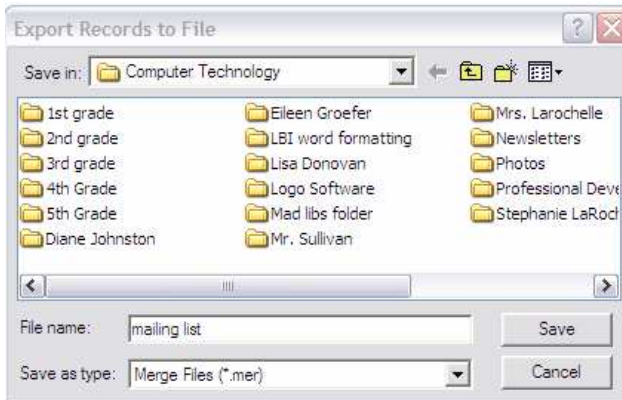 Export Records to File
Save in: Computer Technology
1st grade Eileen Groefer Mrs. Larochelle
2nd grade LBI word formatting Newsletters
3rd grade Lisa Donovan Photos
4th Grade Logo Software Professional Deve
5th Grade Mad libs folder Stephanie LaRoch
Diane Johnston Mr. Sullivan
File name: mailing list Save
Save as type: Merge Files (*.mer) Cancel